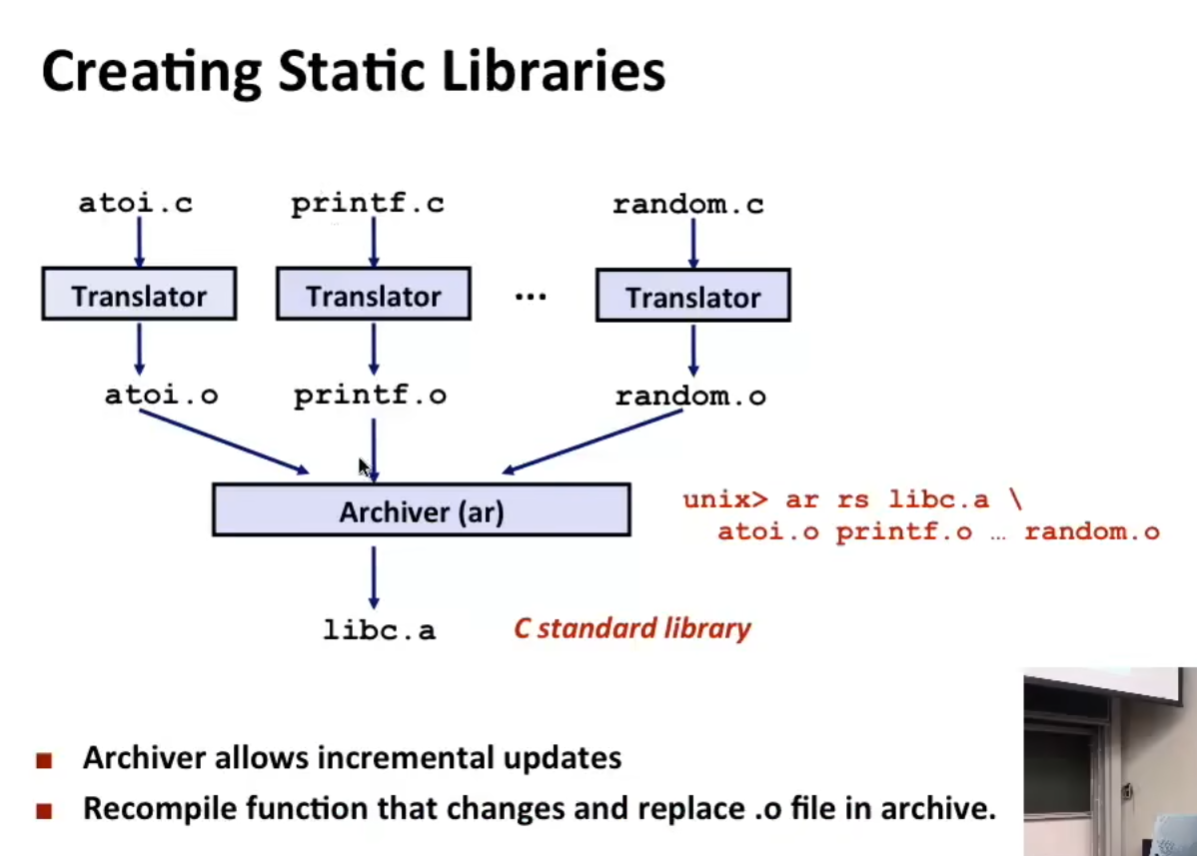 Creating Static Libraries
atoi.c printf.c random.c
Translator Translator ... Translator
atoi.o printf.o random.o
Archiver (ar)
unix> ar rs libc.a \
atoi.o printf.o … random.o
libc.a C standard library
■ Archiver allows incremental updates
■ Recompile function that changes and replace .o file in archive.